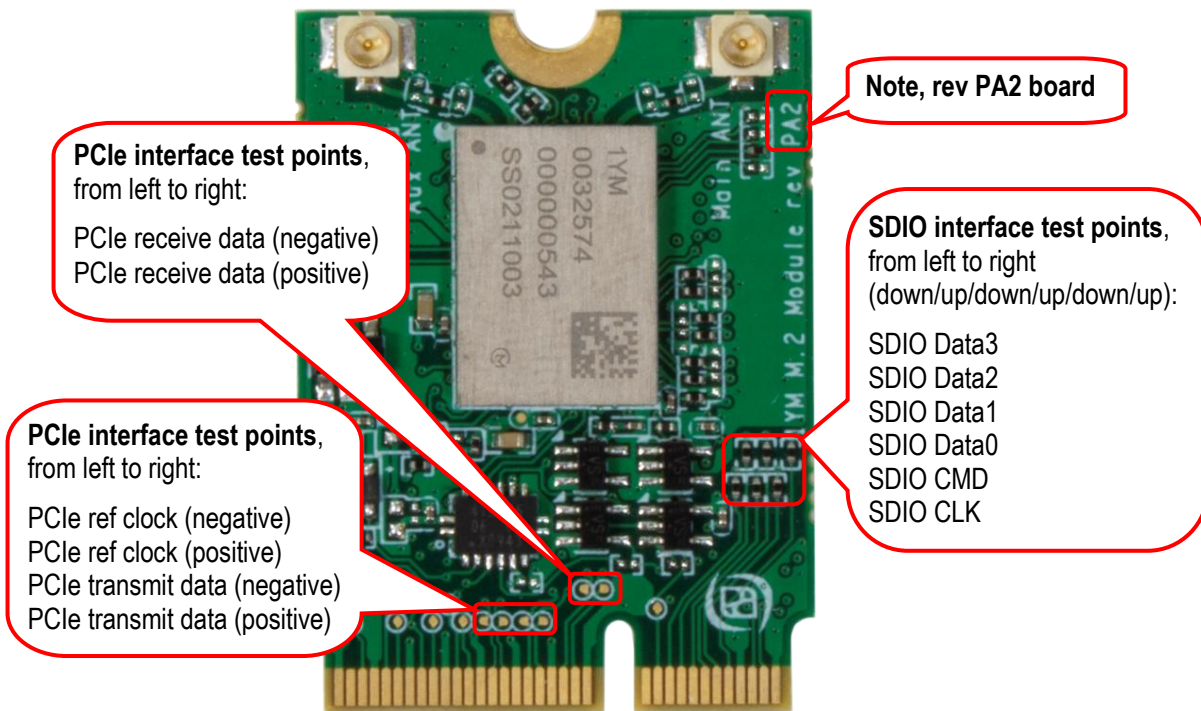 Note, rev PA2 board
PCIe interface test points,
from left to right:
PCIe receive data (negative)
PCIe receive data (positive)
SDIO interface test points,
from left to right
(down/up/down/up/down/up):
SDIO Data3
SDIO Data2
SDIO Data1
SDIO Data0
SDIO CMD
SDIO CLK
PCIe interface test points,
from left to right:
PCIe ref clock (negative)
PCIe ref clock (positive)
PCIe transmit data (negative)
PCIe transmit data (positive)
Aux ANT
Main ANT
1YM
0032574
000000543
SS0211003
1YM M.2 Module rev PA2